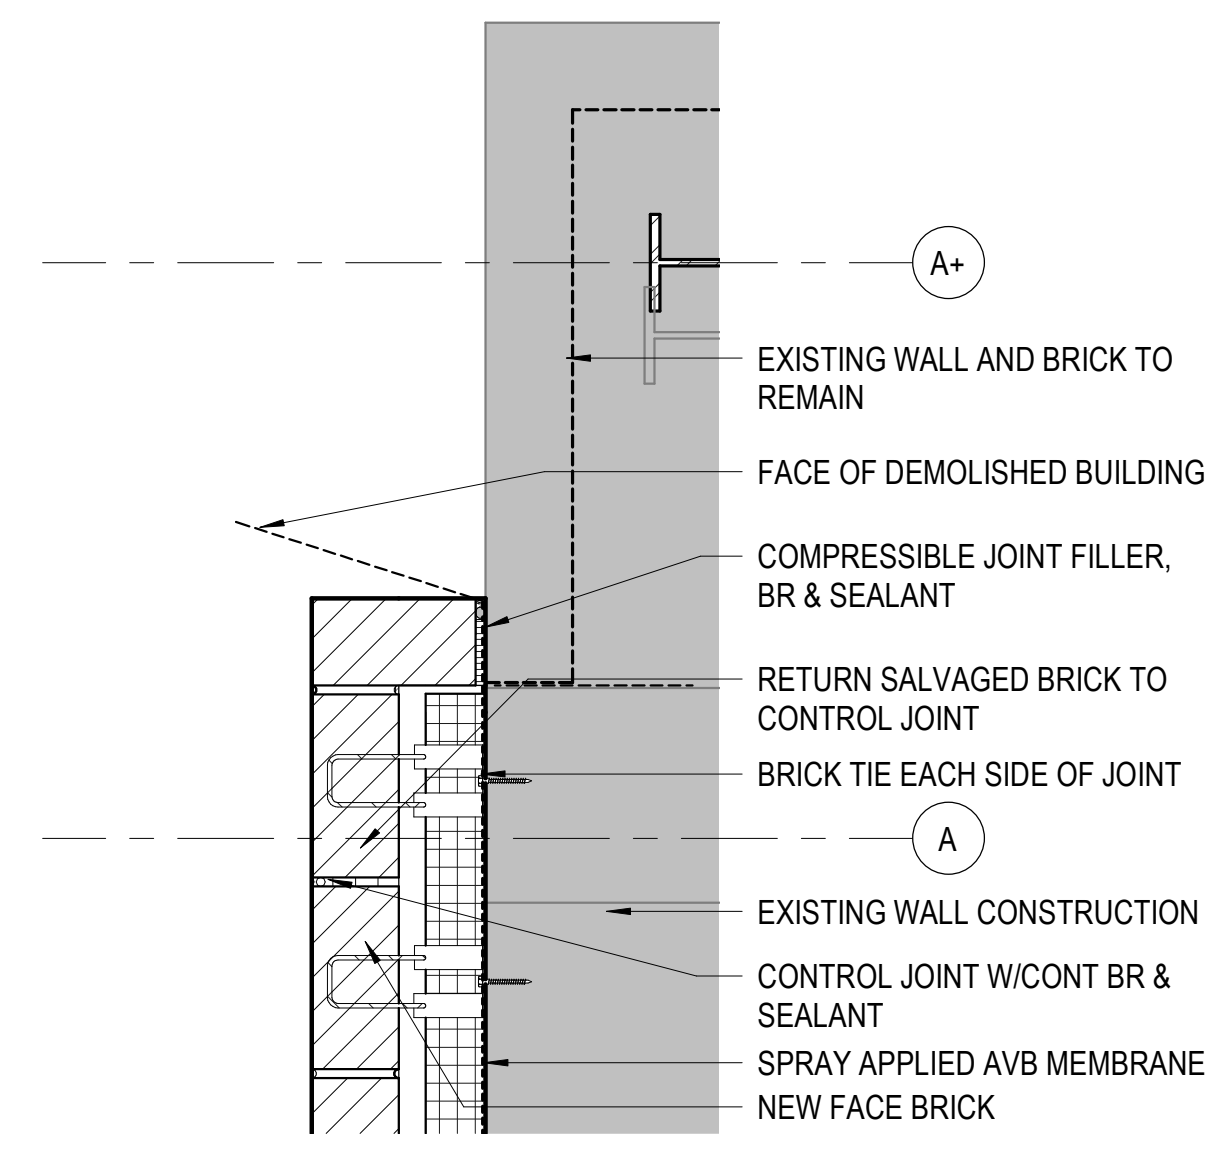 A+
EXISTING WALL AND BRICK TO
REMAIN
FACE OF DEMOLISHED BUILDING
COMPRESSIBLE JOINT FILLER,
BR & SEALANT
RETURN SALVAGED BRICK TO
CONTROL JOINT
BRICK TIE EACH SIDE OF JOINT
A
EXISTING WALL CONSTRUCTION
CONTROL JOINT W/CONT BR &
SEALANT
SPRAY APPLIED AVB MEMBRANE
NEW FACE BRICK